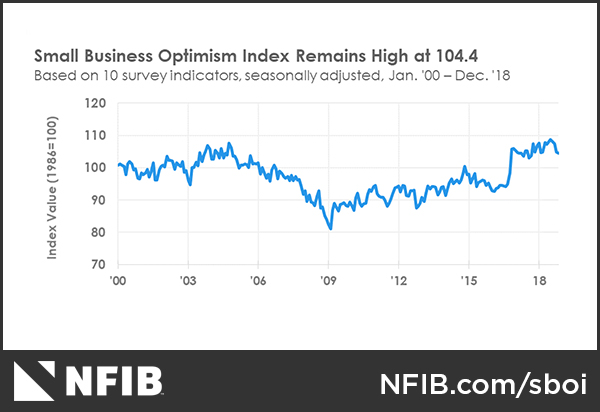 Small Business Optimism Index Remains High at 104.4
Based on 10 survey indicators, seasonally adjusted, Jan. '00 – Dec. '18
Index Value (1986=100)
120
110
100
90
80
70
'00
'03
'06
'09
'12
'15
'18
NFIB
NFIB.com/sboi